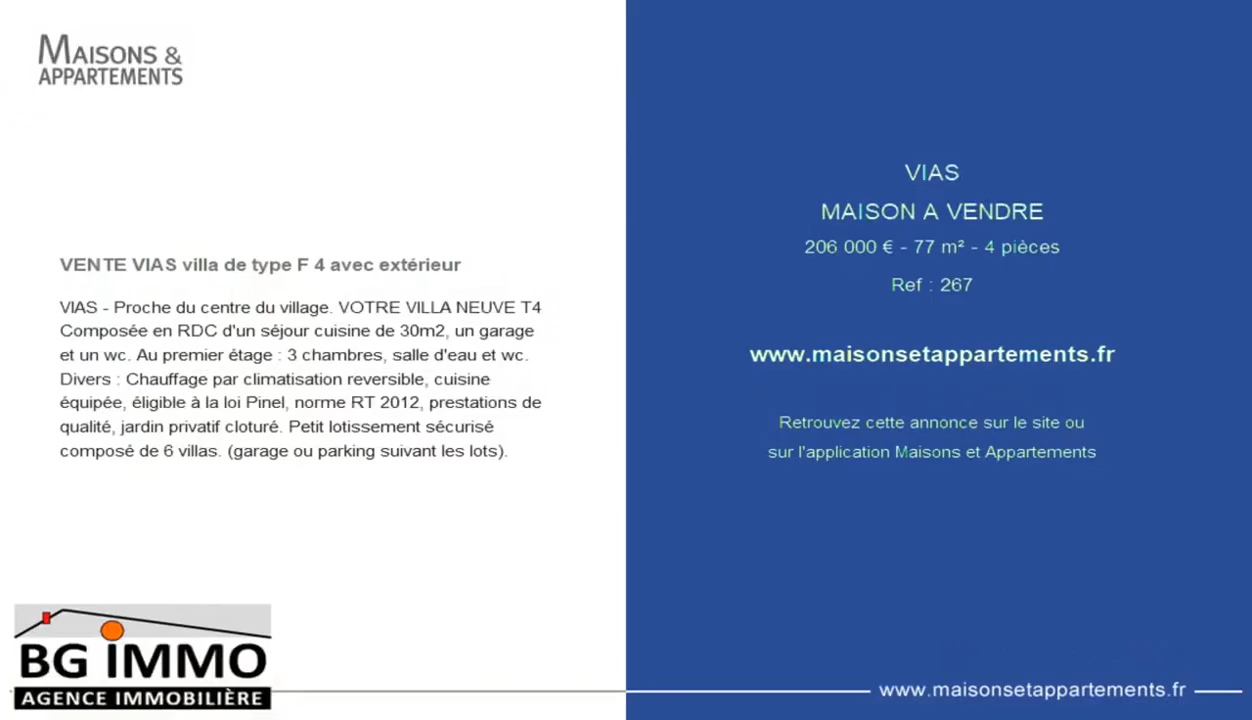 MAISONS &
APPARTEMENTS
VENTE VIAS villa de type F 4 avec extérieur
VIAS - Proche du centre du village. VOTRE VILLA NEUVE T4
Composée en RDC d'un séjour cuisine de 30m2, un garage
et un wc. Au premier étage : 3 chambres, salle d'eau et wc.
Divers : Chauffage par climatisation reversible, cuisine
équipée, éligible à la loi Pinel, norme RT 2012, prestations de
qualité, jardin privatif cloturé. Petit lotissement sécurisé
composé de 6 villas. (garage ou parking suivant les lots).
BG iMMO
AGENCE IMMOBILIÈRE
VIAS
MAISON A VENDRE
206 000 € - 77 m² - 4 pièces
Ref : 267
www.maisonsetappartements.fr
Retrouvez cette annonce sur le site ou
sur l'application Maisons et Appartements
www.maisonsetappartements.fr